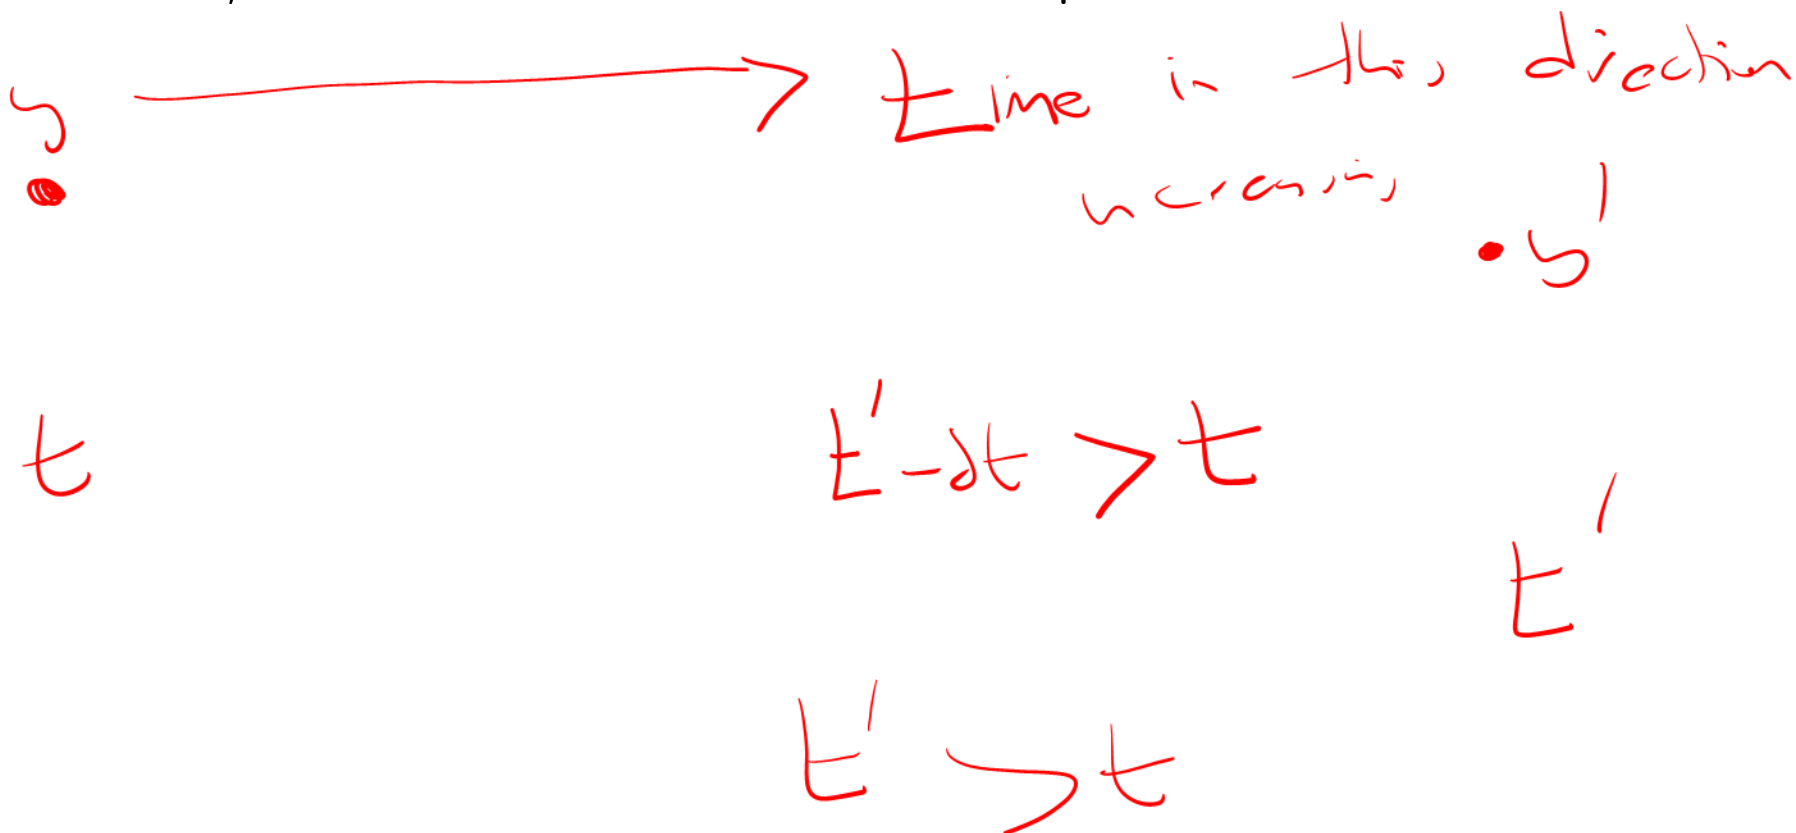 y time in this direction
increasing
y'
t t' - dt > t
t'
t' > t